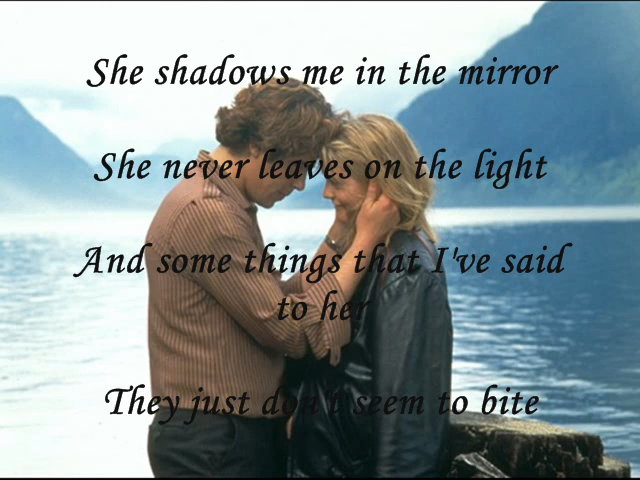 She shadows me in the mirror
She never leaves on the light
And some things that I've said
to her
They just don't seem to bite